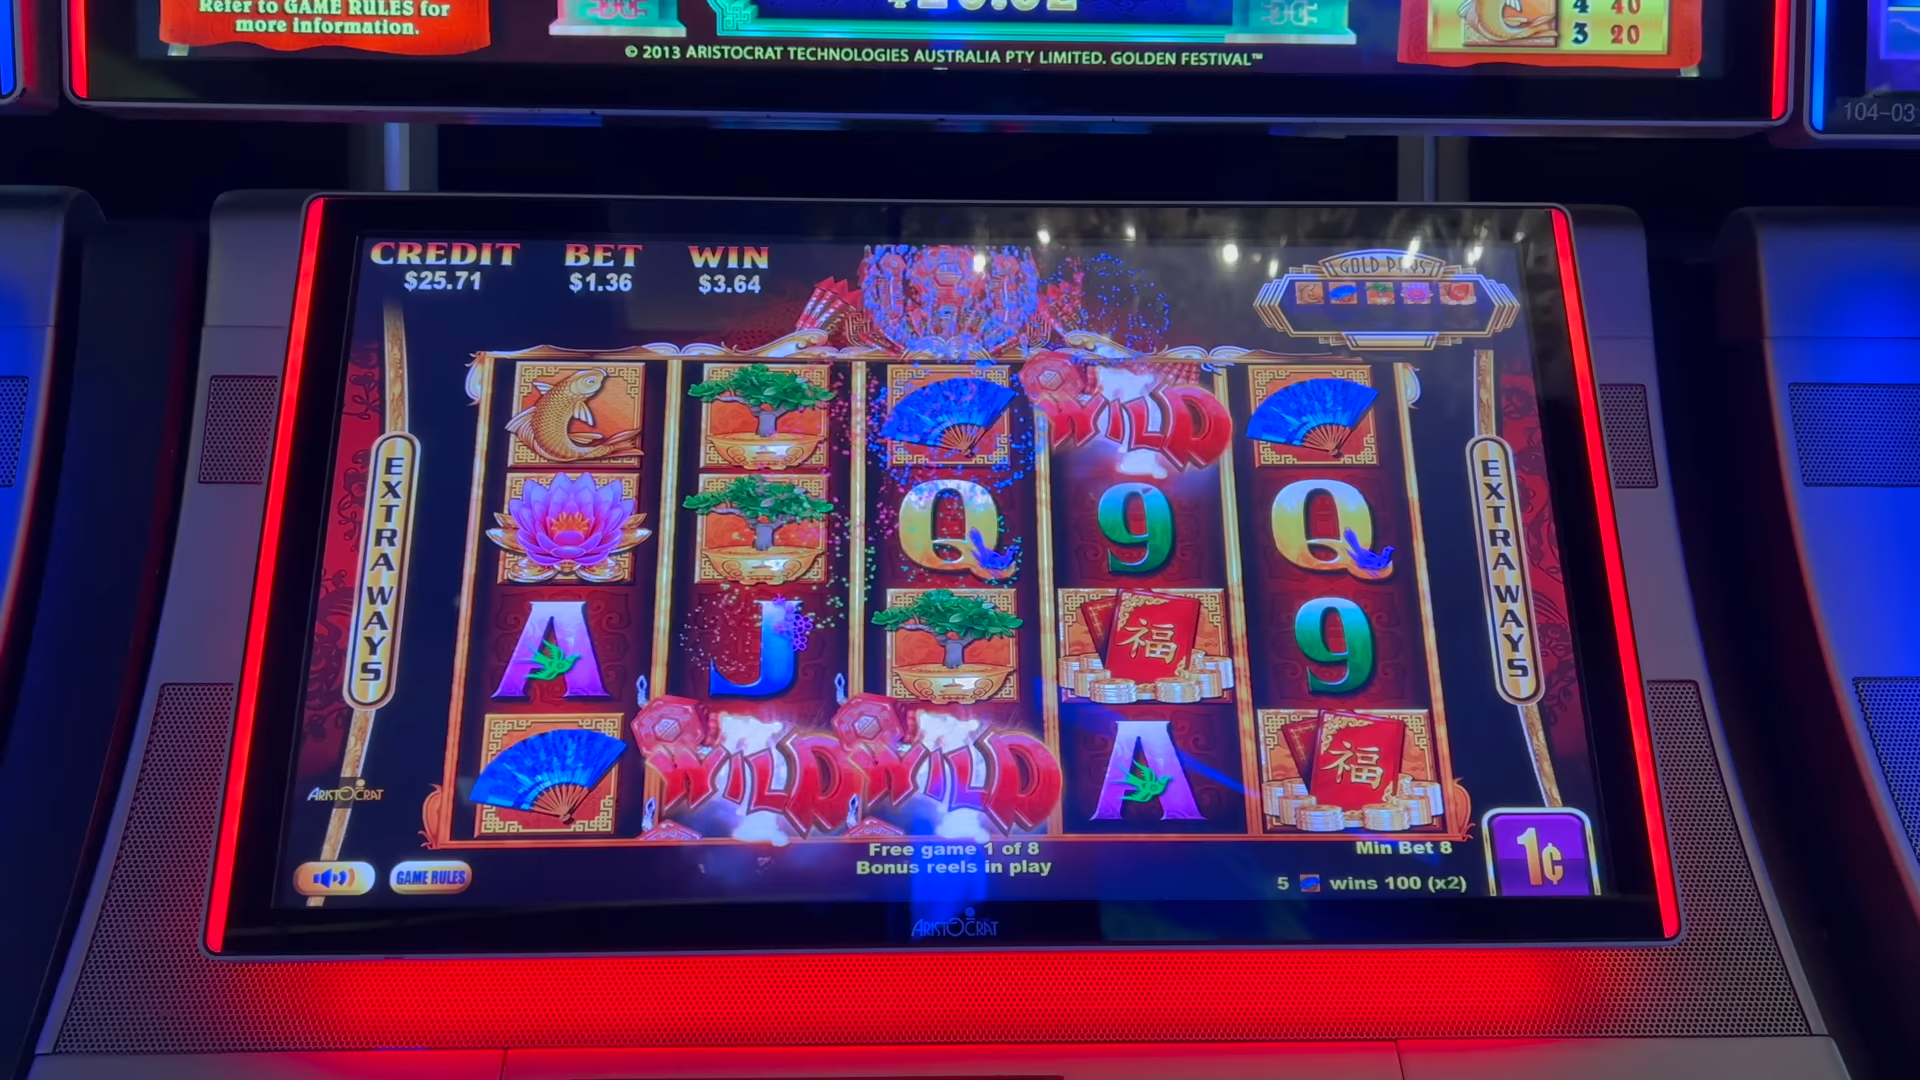 Refer to GAME RULES for
more information.
4 40
3 20
© 2013 ARISTOCRAT TECHNOLOGIES AUSTRALIA PTY LIMITED. GOLDEN FESTIVAL™
104-03
CREDIT
$25.71
BET
$1.36
WIN
$3.64
GOLD PAYS
EXTRA WAYS
EXTRA WAYS
WILD
Q
9
Q
A
J
福
9
WILD
WILD
A
福
ARISTOCRAT
GAME RULES
Free game 1 of 8
Bonus reels in play
Min Bet 8
5 wins 100 (x2)
1¢
ARISTOCRAT